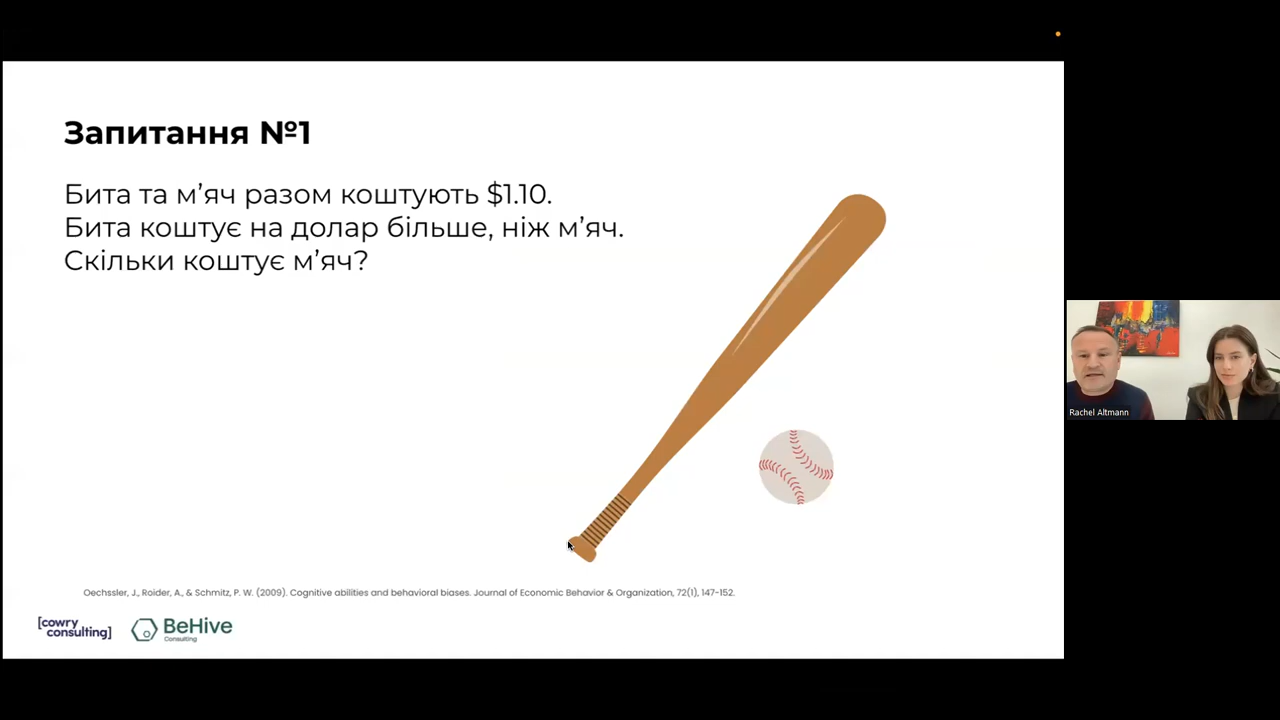 Запитання №1
Бита та м’яч разом коштують $1.10.
Бита коштує на долар більше, ніж м’яч.
Скільки коштує м’яч?
Rachel Altmann
Oechssler, J., Roider, A., & Schmitz, P. W. (2009). Cognitive abilities and behavioral biases. Journal of Economic Behavior & Organization, 72(1), 147-152.
[cowry
consulting]
BeHive
Consulting